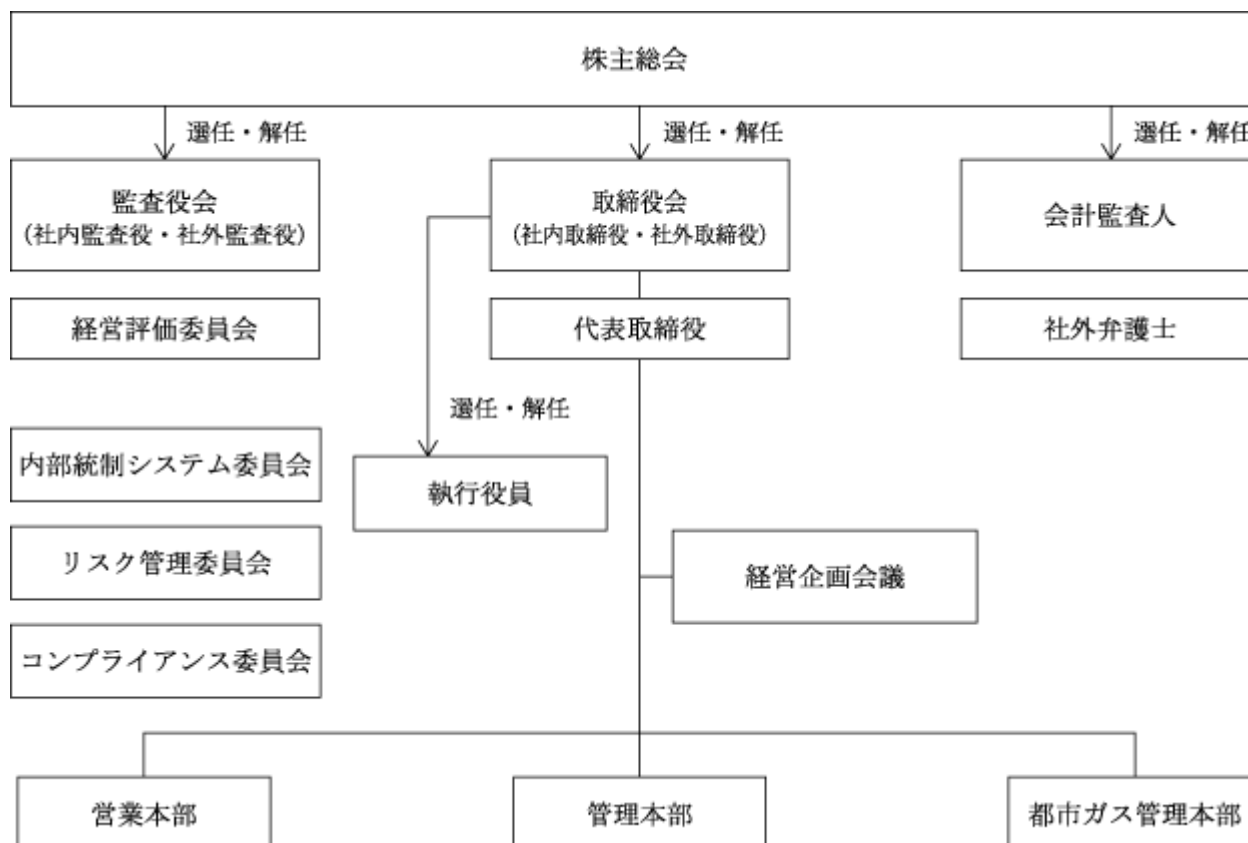 株主総会
選任・解任
選任・解任
選任・解任
監査役会
(社内監査役・社外監査役)
取締役会
(社内取締役・社外取締役)
会計監査人
経営評価委員会
代表取締役
社外弁護士
選任・解任
内部統制システム委員会
執行役員
リスク管理委員会
経営企画会議
コンプライアンス委員会
営業本部
管理本部
都市ガス管理本部